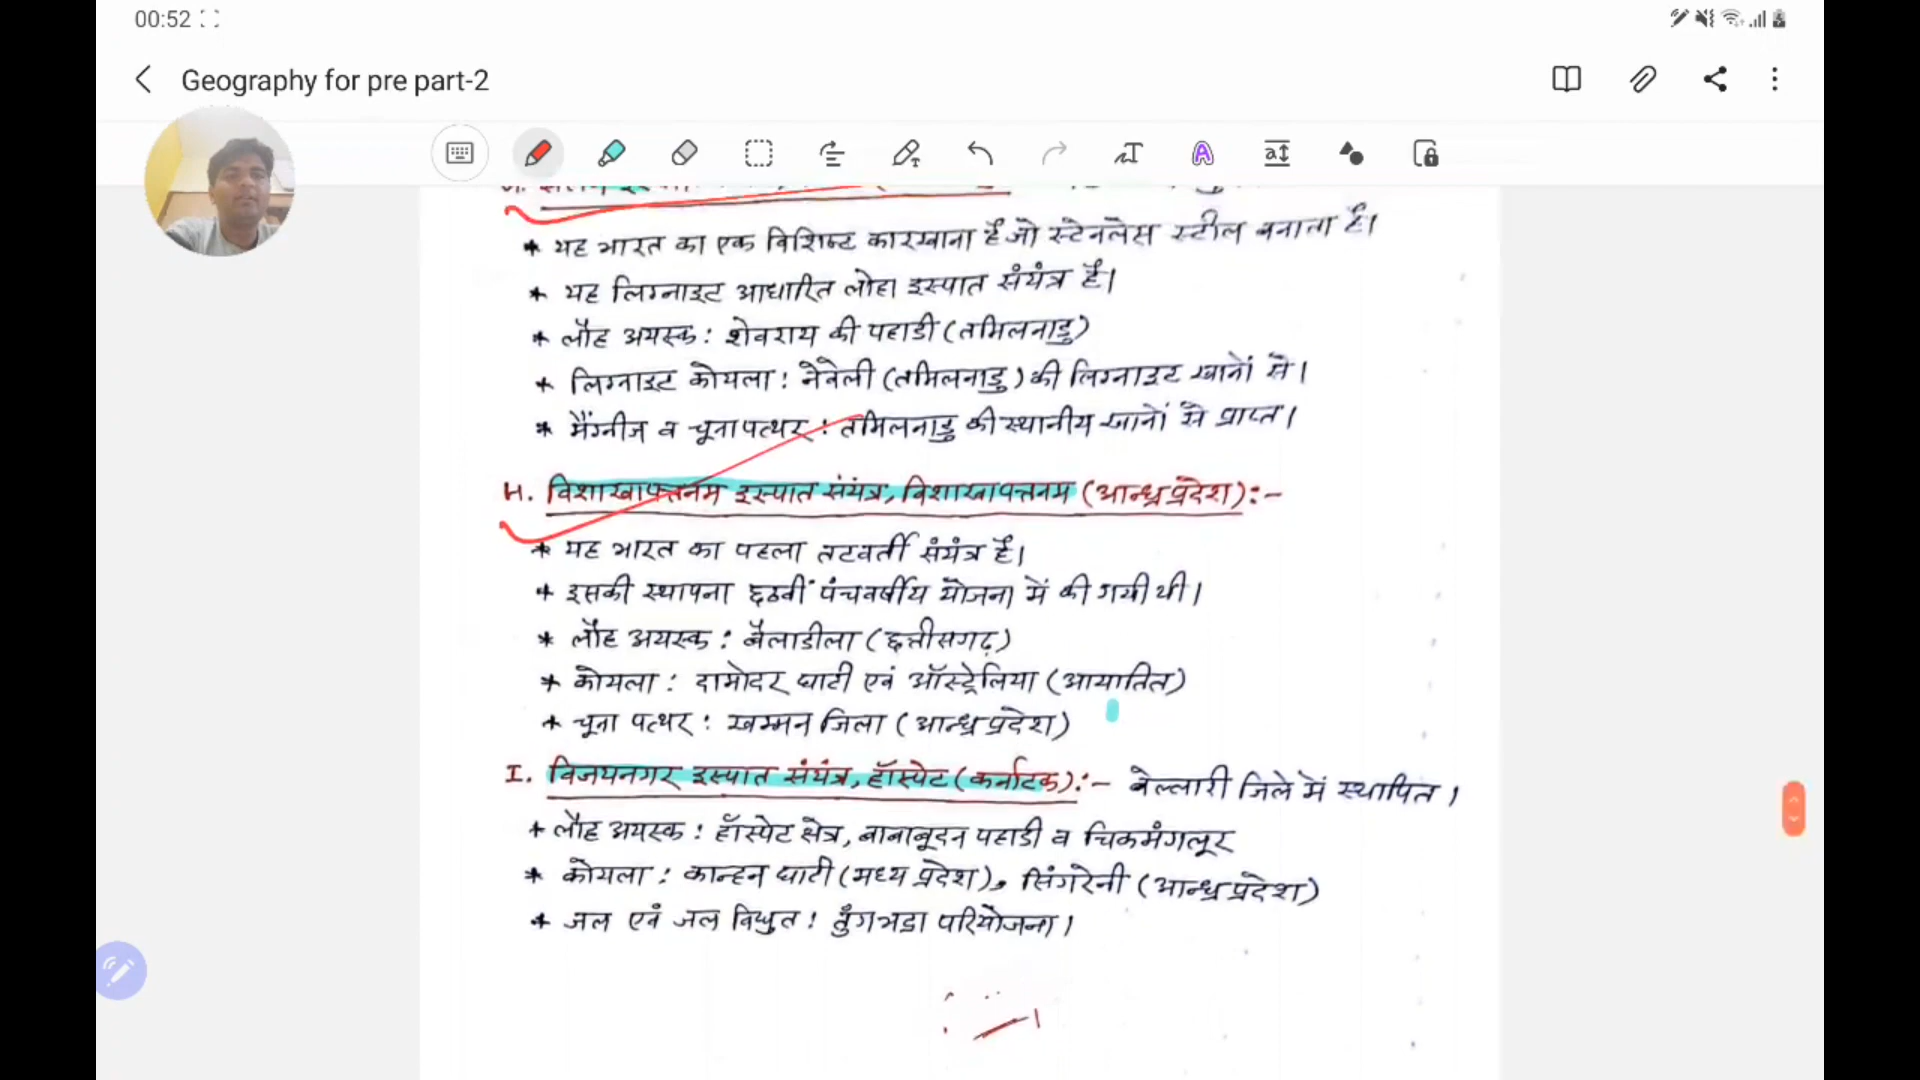 00:52
Geography for pre part-2
* यह भारत का एक विशिष्ट कारखाना है जो स्टेनलेस स्टील बनाता है।
* यह लिग्नाइट आधारित लोहा इस्पात संयंत्र है।
* लौह अयस्क : शेवराय की पहाडी (तमिलनाडु)
* लिग्नाइट कोयला : नेवेली (तमिलनाडु) की लिग्नाइट खानों से।
* मैंग्नीज व चूनापत्थर : तमिलनाडु की स्थानीय खानों से प्राप्त।
H. विशाखापत्तनम इस्पात संयंत्र, विशाखापत्तनम (आन्ध्र प्रदेश) :-
* यह भारत का पहला तटवर्ती संयंत्र है।
* इसकी स्थापना छठवीं पंचवर्षीय योजना में की गयी थी।
* लौह अयस्क : बैलाडीला (छत्तीसगढ़)
* कोयला : दामोदर घाटी एवं ऑस्ट्रेलिया (आयातित)
* चूना पत्थर : खम्मन जिला (आन्ध्र प्रदेश)
I. विजयनगर इस्पात संयंत्र, हॉस्पेट (कर्नाटक) :- बेल्लारी जिले में स्थापित।
* लौह अयस्क : हॉस्पेट क्षेत्र, बाबाबूदन पहाडी व चिकमंगलूर
* कोयला : कान्हन घाटी (मध्य प्रदेश), सिंगरेनी (आन्ध्र प्रदेश)
* जल एवं जल विद्युत : तुंगभद्रा परियोजना।